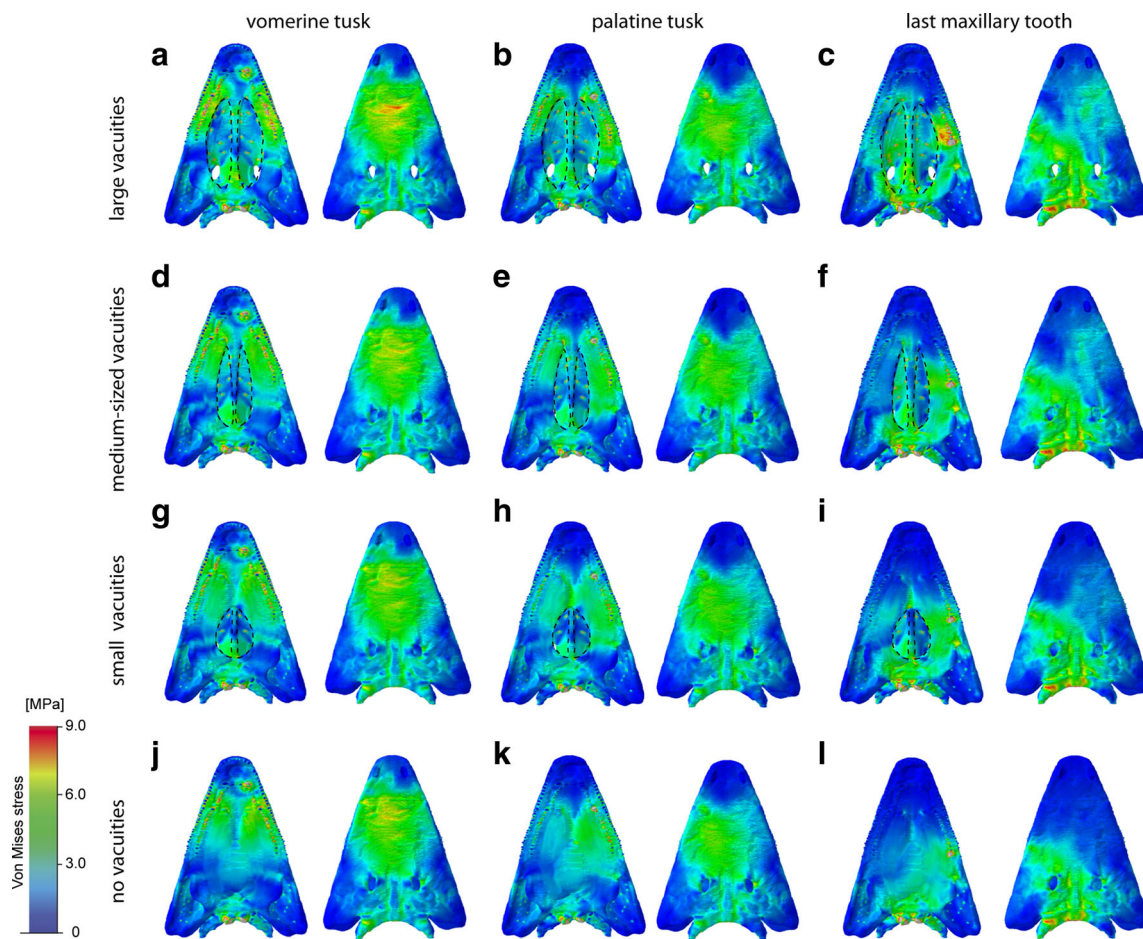 vomerine tusk palatine tusk last maxillary tooth
large vacuities
a b c
medium-sized vacuities
d e f
small vacuities
g h i
no vacuities
j k l
[MPa]
9.0
6.0
3.0
0
Von Mises stress